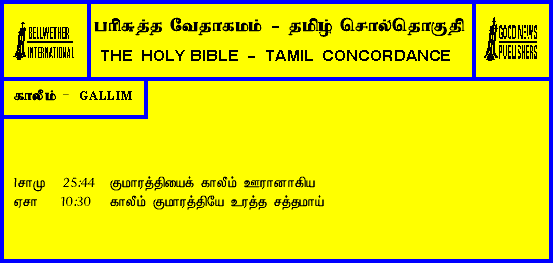 BELLWETHER
INTERNATIONAL
பரிசுத்த வேதாகமம் - தமிழ் சொல்தொகுதி
THE HOLY BIBLE - TAMIL CONCORDANCE
GOOD NEWS
PUBLISHERS
காலீம் - GALLIM
1சாமு 25:44 குமாரத்தியைக் காலீம் ஊரானாகிய
ஏசா 10:30 காலீம் குமாரத்தியே உரத்த சத்தமாய்